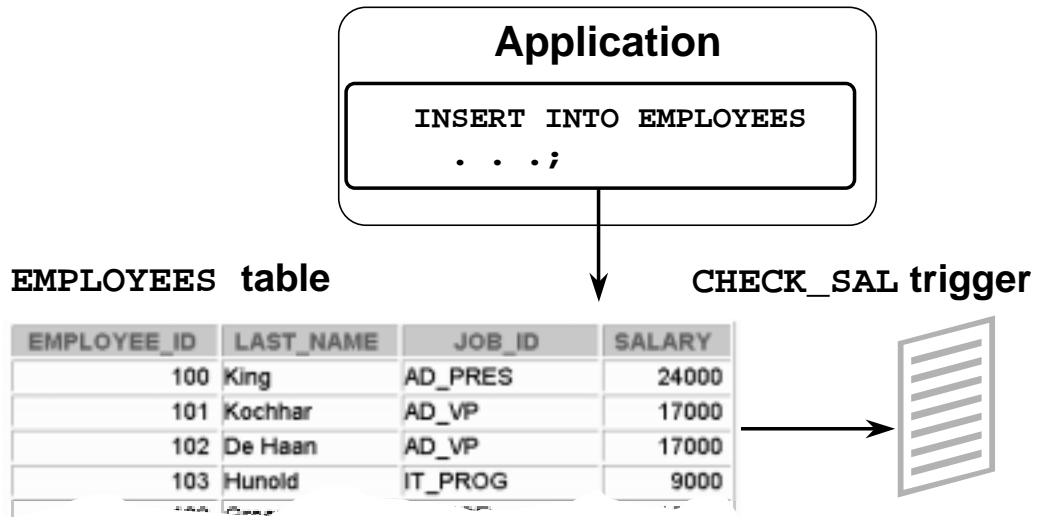 Application
INSERT INTO EMPLOYEES
. . .;
EMPLOYEES table
CHECK_SAL trigger
EMPLOYEE_ID LAST_NAME JOB_ID SALARY
100 King AD_PRES 24000
101 Kochhar AD_VP 17000
102 De Haan AD_VP 17000
103 Hunold IT_PROG 9000